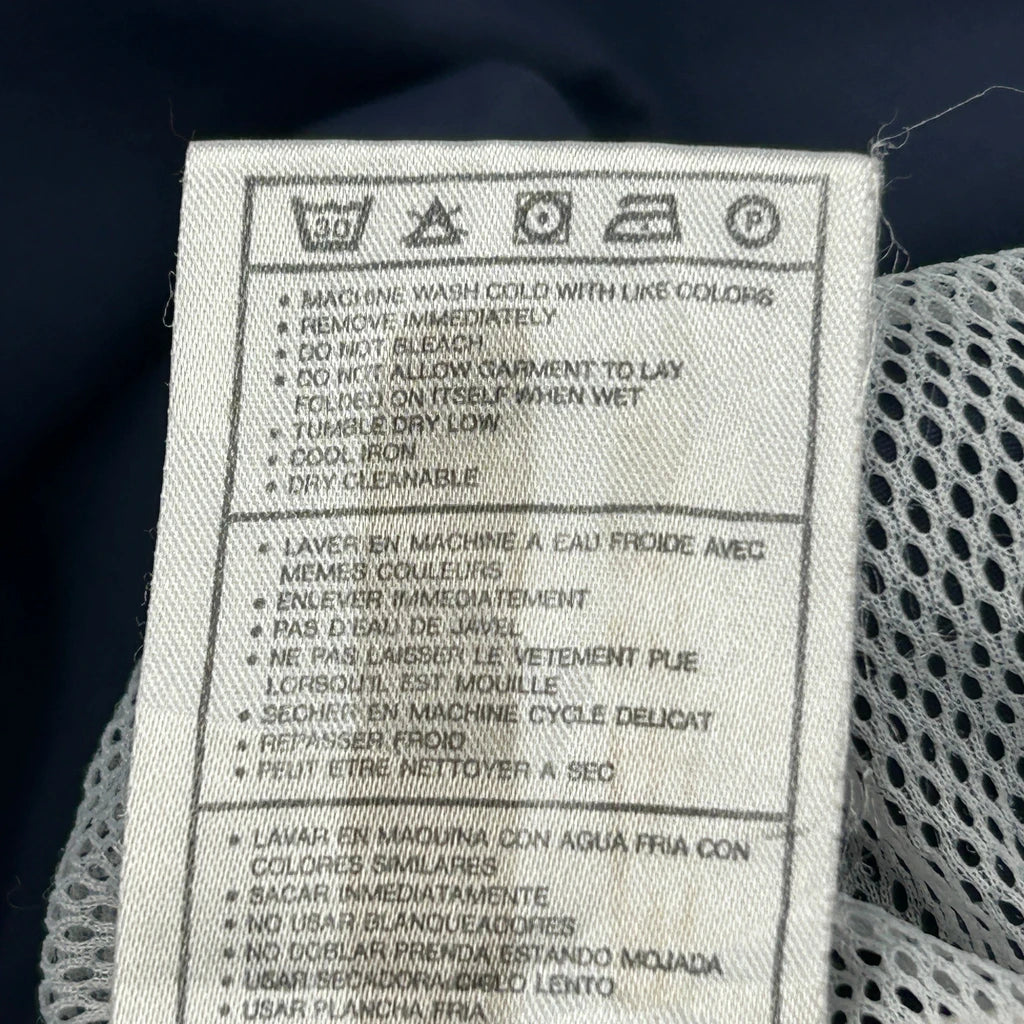 30
P
• MACHINE WASH COLD WITH LIKE COLORS
• REMOVE IMMEDIATELY
• DO NOT BLEACH
• DO NOT ALLOW GARMENT TO LAY
FOLDED ON ITSELF WHEN WET
• TUMBLE DRY LOW
• COOL IRON
• DRY CLEANABLE
• LAVER EN MACHINE A EAU FROIDE AVEC
MEMES COULEURS
• ENLEVER IMMEDIATEMENT
• PAS D'EAU DE JAVEL
• NE PAS LAISSER LE VETEMENT PLIE
LORSQU'IL EST MOUILLE
• SECHER EN MACHINE CYCLE DELICAT
• REPASSER FROID
• PEUT ETRE NETTOYER A SEC
• LAVAR EN MAQUINA CON AGUA FRIA CON
COLORES SIMILARES
• SACAR INMEDIATAMENTE
• NO USAR BLANQUEADORES
• NO DOBLAR PRENDA ESTANDO MOJADA
• USAR SECADORA CICLO LENTO
• USAR PLANCHA FRIA